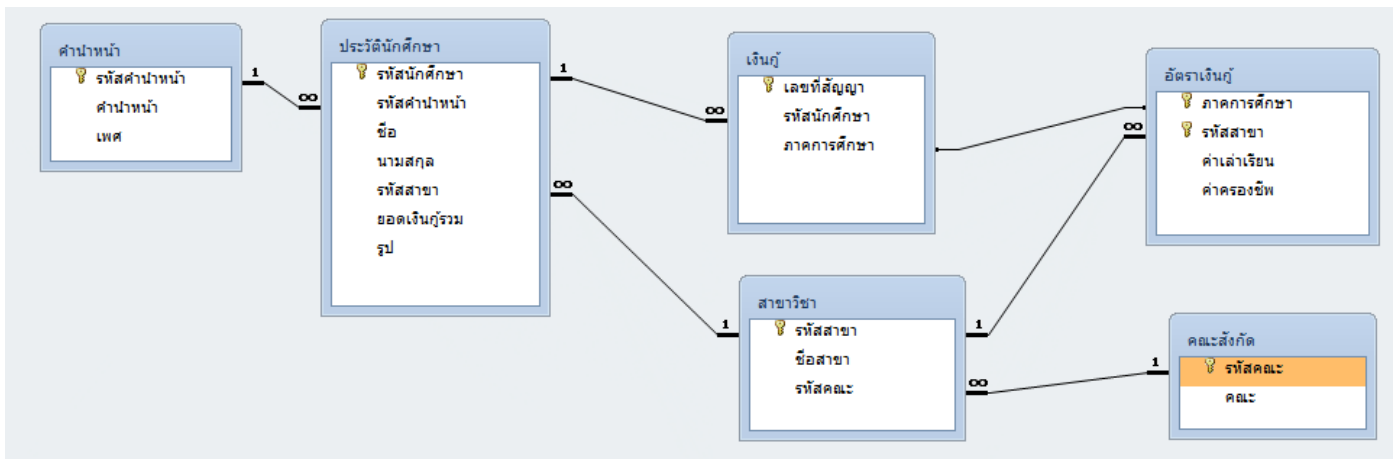 คำนำหน้า
รหัสคำนำหน้า
คำนำหน้า
เพศ
1
∞
ประวัตินักศึกษา
รหัสนักศึกษา
รหัสคำนำหน้า
ชื่อ
นามสกุล
รหัสสาขา
ยอดเงินกู้รวม
รูป
1
∞
∞
1
เงินกู้
เลขที่สัญญา
รหัสนักศึกษา
ภาคการศึกษา
อัตราเงินกู้
ภาคการศึกษา
รหัสสาขา
ค่าเล่าเรียน
ค่าครองชีพ
∞
1
สาขาวิชา
รหัสสาขา
ชื่อสาขา
รหัสคณะ
∞
1
คณะสังกัด
รหัสคณะ
คณะ